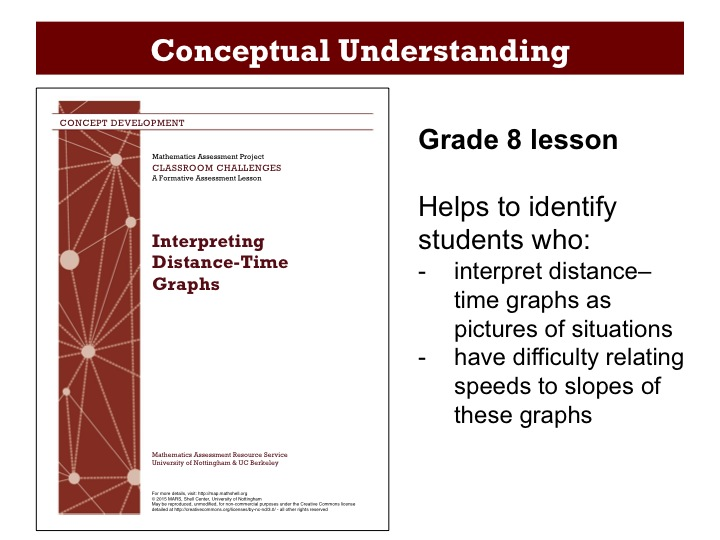 Conceptual Understanding
CONCEPT DEVELOPMENT
Mathematics Assessment Project
CLASSROOM CHALLENGES
A Formative Assessment Lesson
Interpreting
Distance-Time
Graphs
Mathematics Assessment Resource Service
University of Nottingham & UC Berkeley
For more details, visit: http://map.mathshell.org
© 2015 MARS, Shell Center, University of Nottingham
May be reproduced, unmodified, for non-commercial purposes under the Creative Commons license
detailed at http://creativecommons.org/licenses/by-nc-nd/3.0/ - all other rights reserved
Grade 8 lesson
Helps to identify
students who:
- interpret distance–
time graphs as
pictures of situations
- have difficulty relating
speeds to slopes of
these graphs